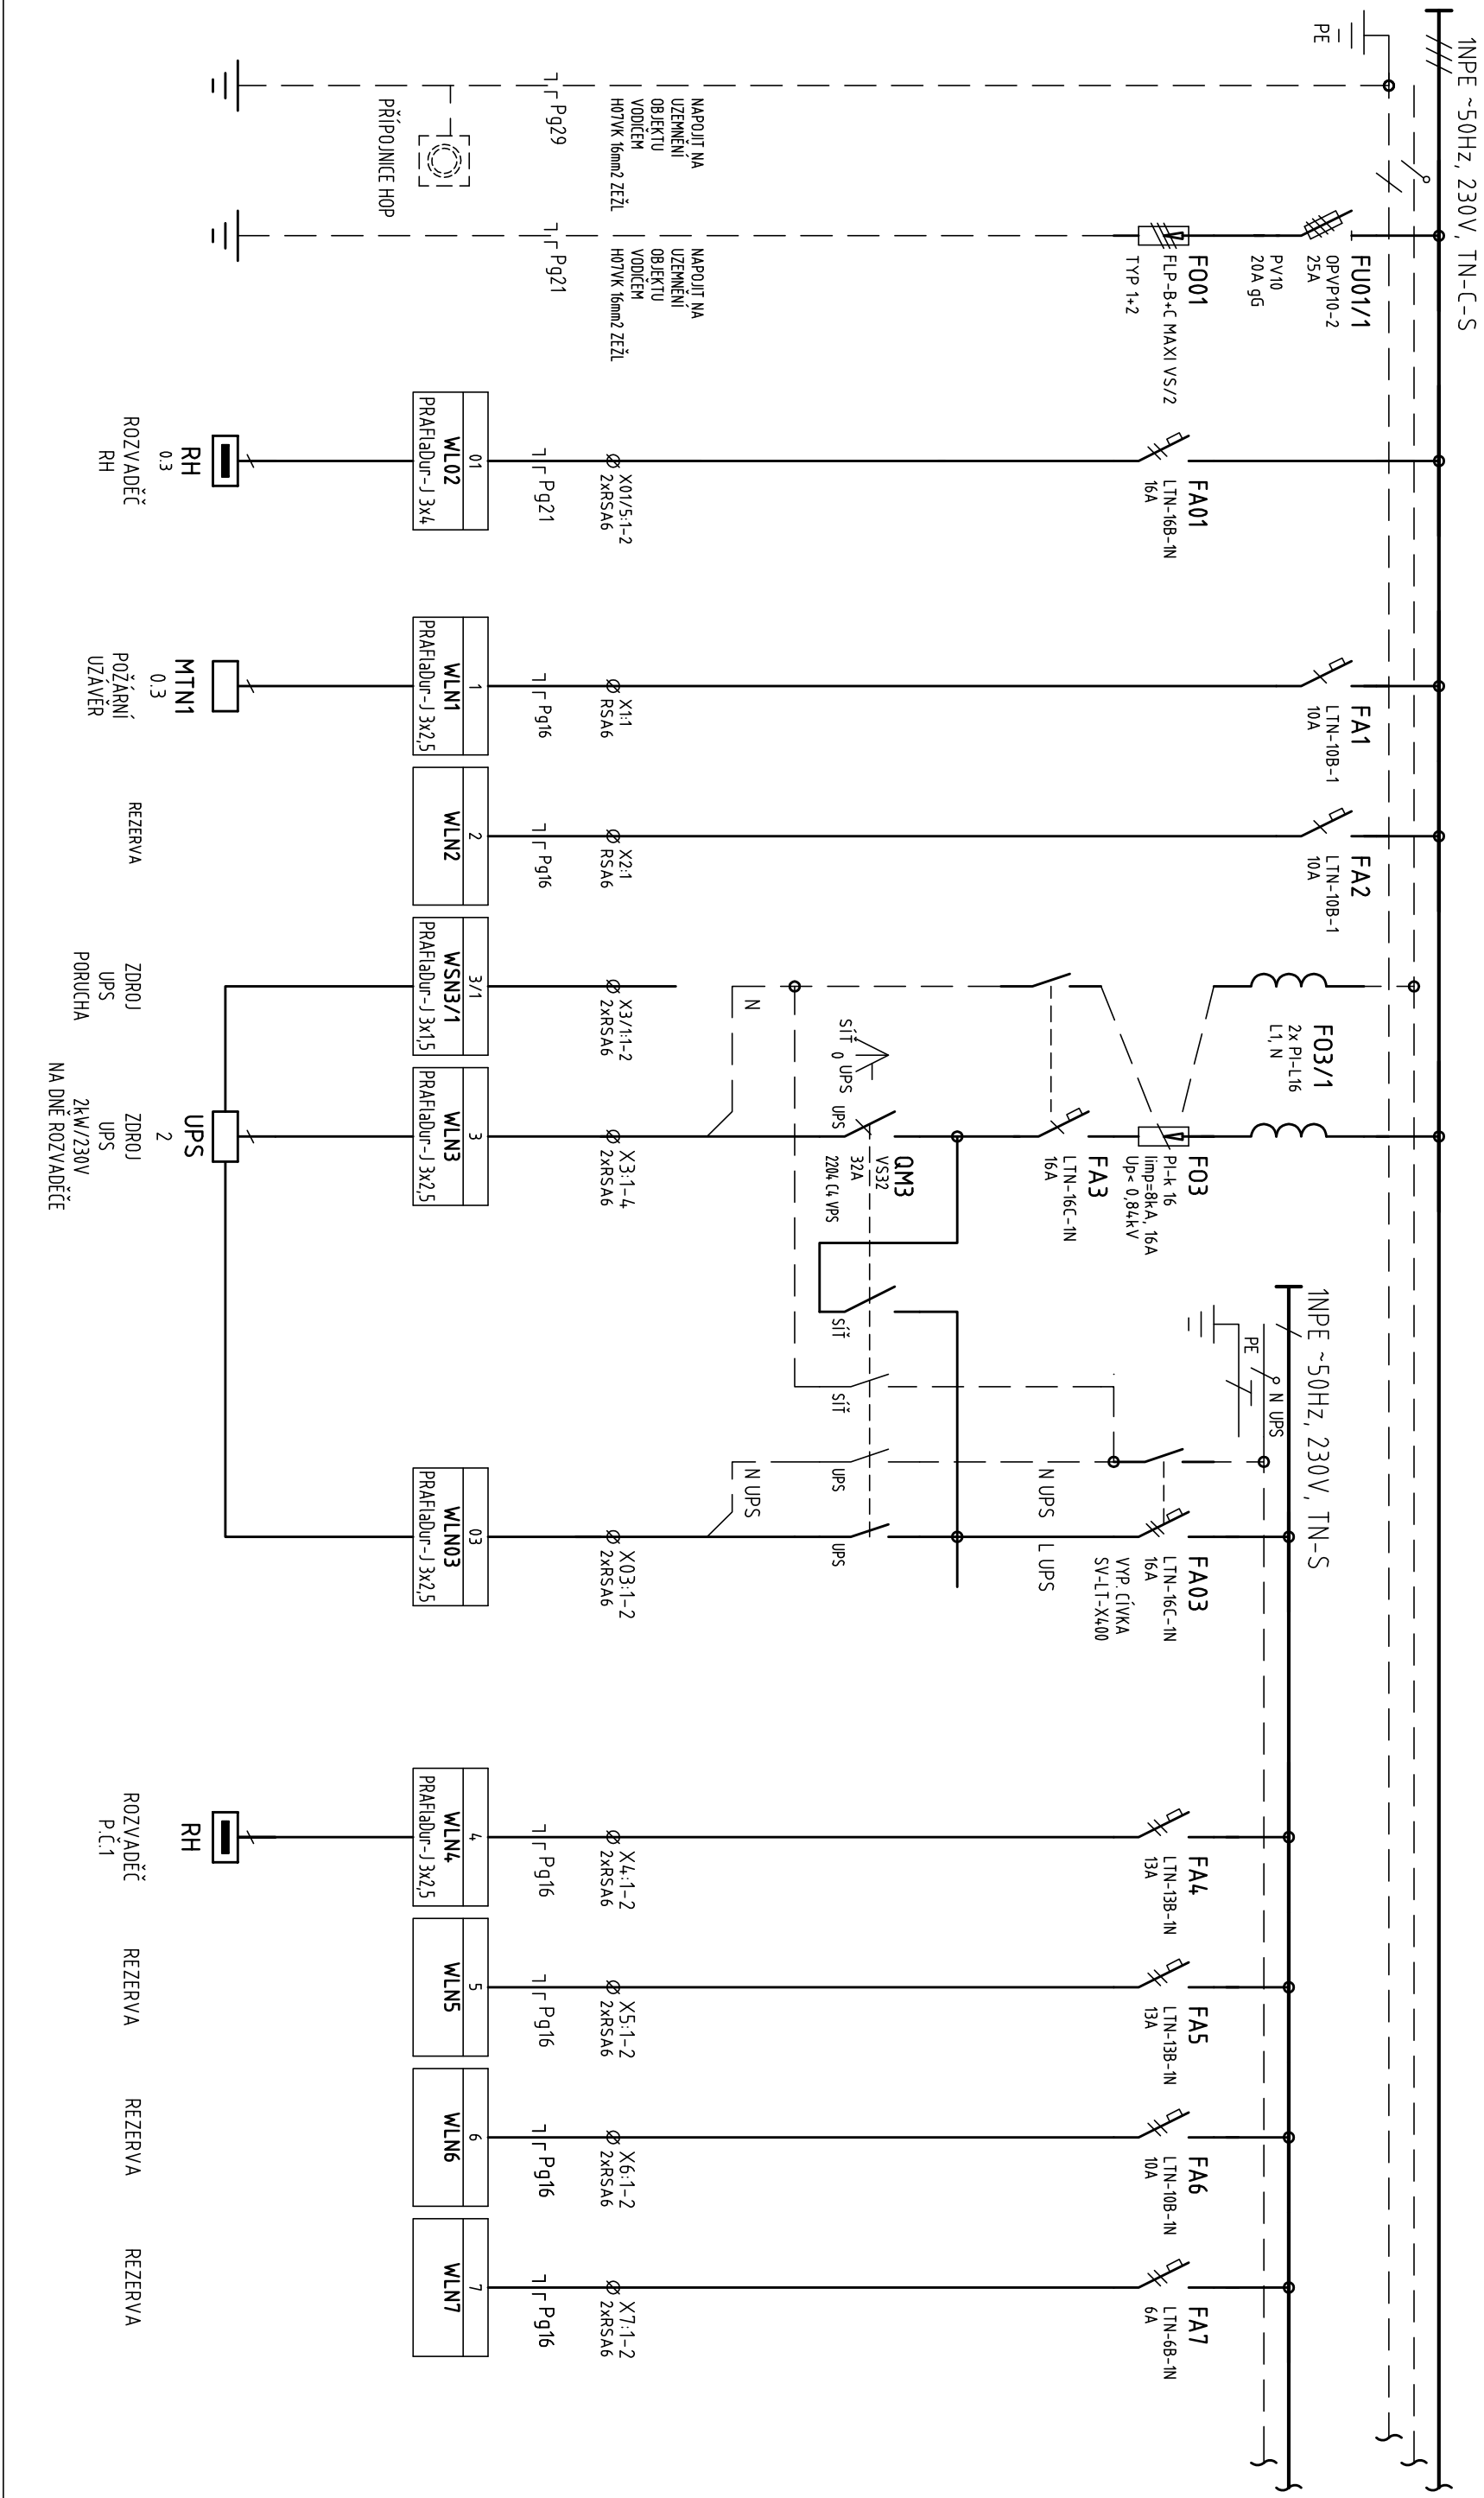 1NPE ~50Hz, 230V, TN-C-S
PE
FU01/1
OPVP10-2
25A
PV10
20A gG
FO01
FLP-B+C MAXI VS/2
TYP 1+2
NAPOJIT NA
UZEMNĚNÍ
OBJEKTU
VODIČEM
H07VK 16mm2 ZEŽL
Pg29
PŘÍPOJNICE HOP
NAPOJIT NA
UZEMNĚNÍ
OBJEKTU
VODIČEM
H07VK 16mm2 ZEŽL
Pg21
FA01
LTN-16B-1N
16A
X01/5:1-2
2xRSA6
Pg21
01
WL02
PRAFlaDur-J 3x4
RH
0.3
ROZVADĚČ
RH
FA1
LTN-10B-1
10A
X1:1
RSA6
Pg16
1
WLN1
PRAFlaDur-J 3x2,5
MTN1
0.3
POŽÁRNÍ
UZÁVĚR
FA2
LTN-10B-1
10A
X2:1
RSA6
Pg16
2
WLN2
REZERVA
FO3/1
2x PI-L16
L1, N
N
X3/1:1-2
2xRSA6
3/1
WSN3/1
PRAFlaDur-J 3x1,5
ZDROJ
UPS
PORUCHA
FO3
PI-k 16
Iimp=8kA, 16A
Up< 0,84kV
FA3
LTN-16C-1N
16A
QM3
VS32
32A
2204 C4 VPS
SÍŤ
0
UPS
UPS
SÍŤ
SÍŤ
UPS
UPS
X3:1-4
2xRSA6
3
WLN3
PRAFlaDur-J 3x2,5
UPS
2
ZDROJ
UPS
2kW/230V
NA DNĚ ROZVADĚČE
1NPE ~50Hz, 230V, TN-S
N UPS
PE
FA03
LTN-16C-1N
16A
VYP. CÍVKA
SV-LT-X400
N UPS
L UPS
N UPS
X03:1-2
2xRSA6
03
WLN03
PRAFlaDur-J 3x2,5
FA4
LTN-13B-1N
13A
X4:1-2
2xRSA6
Pg16
4
WLN4
PRAFlaDur-J 3x2,5
RH
ROZVADĚČ
P.Č.1
FA5
LTN-13B-1N
13A
X5:1-2
2xRSA6
Pg16
5
WLN5
REZERVA
FA6
LTN-10B-1N
10A
X6:1-2
2xRSA6
Pg16
6
WLN6
REZERVA
FA7
LTN-6B-1N
6A
X7:1-2
2xRSA6
Pg16
7
WLN7
REZERVA